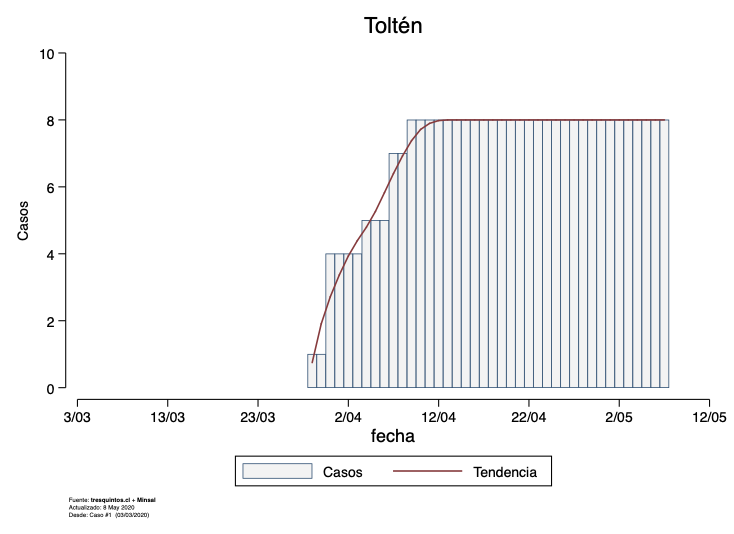 Toltén
10
8
6
4
2
0
Casos
3/03 13/03 23/03 2/04 12/04 22/04 2/05 12/05
fecha
Casos Tendencia
Fuente: tresquintos.cl + Minsal
Actualizado: 8 May 2020
Desde: Caso #1 (03/03/2020)